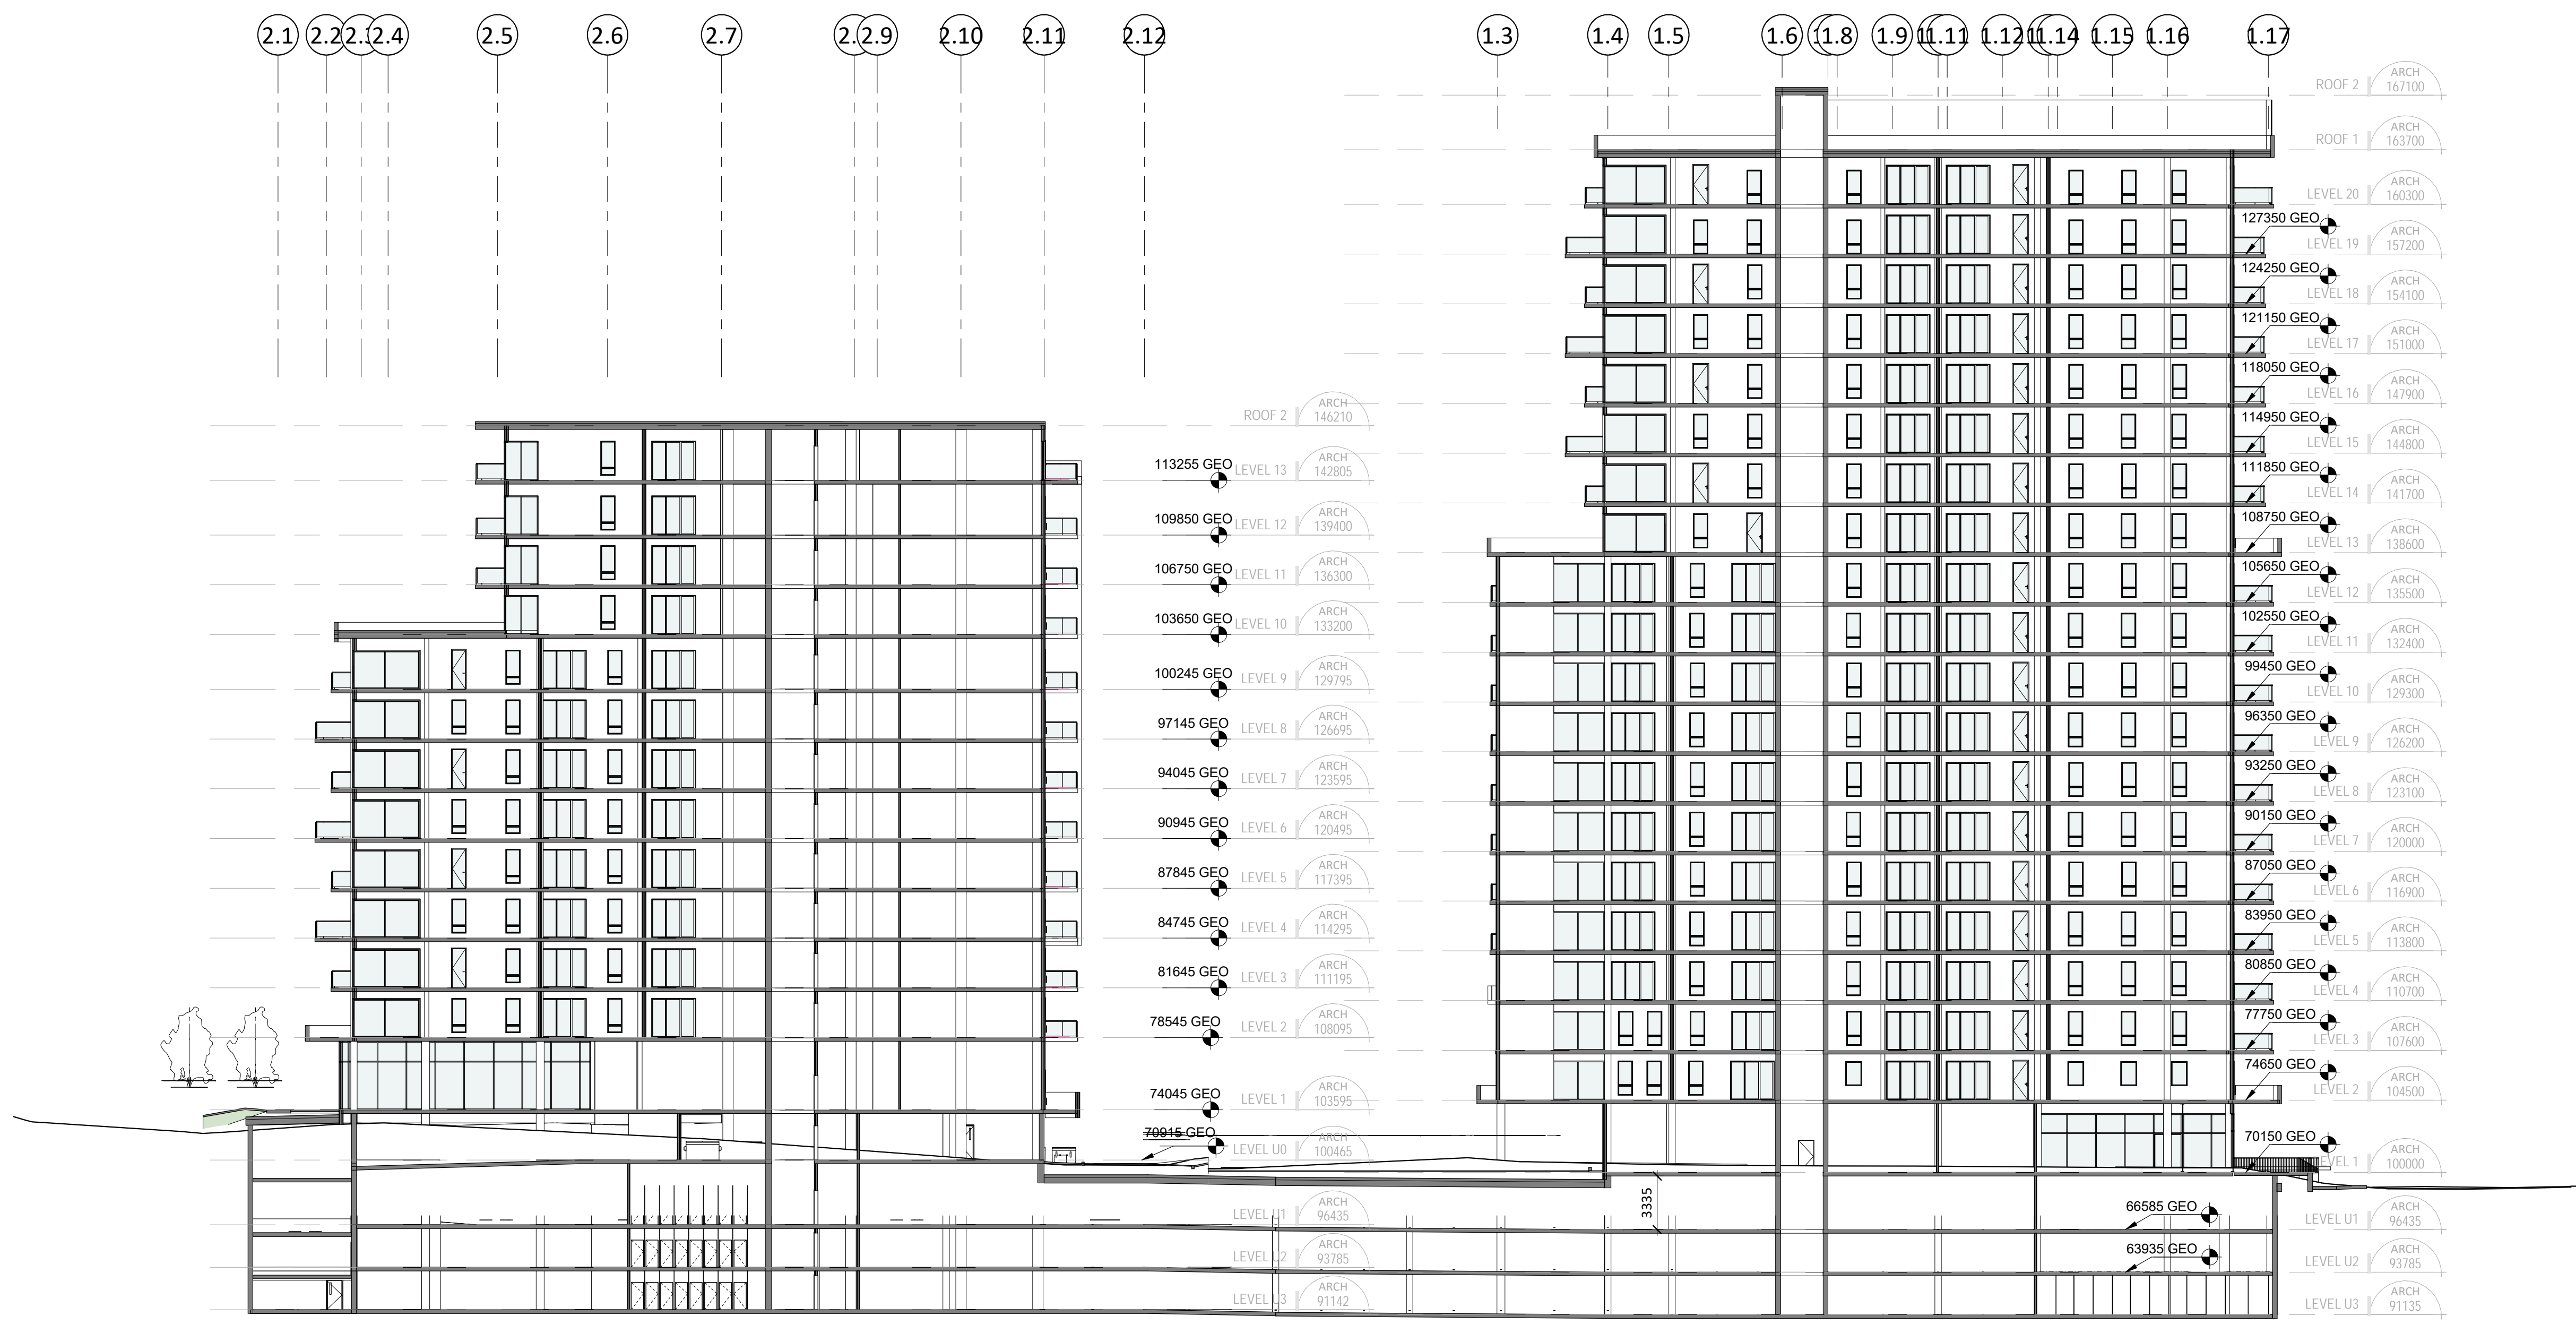 2.1 2.2 2.3 2.4 2.5 2.6 2.7 2.9 2.10 2.11 2.12 1.3 1.4 1.5 1.6 1.8 1.9 1.11 1.12 1.14 1.15 1.16 1.17
ROOF 2 ARCH 167100
ROOF 1 ARCH 163700
LEVEL 20 ARCH 160300
127350 GEO LEVEL 19 ARCH 157200
124250 GEO LEVEL 18 ARCH 154100
121150 GEO LEVEL 17 ARCH 151000
118050 GEO LEVEL 16 ARCH 147900
114950 GEO LEVEL 15 ARCH 144800
111850 GEO LEVEL 14 ARCH 141700
108750 GEO LEVEL 13 ARCH 138600
105650 GEO LEVEL 12 ARCH 135500
102550 GEO LEVEL 11 ARCH 132400
99450 GEO LEVEL 10 ARCH 129300
96350 GEO LEVEL 9 ARCH 126200
93250 GEO LEVEL 8 ARCH 123100
90150 GEO LEVEL 7 ARCH 120000
87050 GEO LEVEL 6 ARCH 116900
83950 GEO LEVEL 5 ARCH 113800
80850 GEO LEVEL 4 ARCH 110700
77750 GEO LEVEL 3 ARCH 107600
74650 GEO LEVEL 2 ARCH 104500
70150 GEO LEVEL 1 ARCH 100000
66585 GEO LEVEL U1 ARCH 96435
63935 GEO LEVEL U2 ARCH 93785
LEVEL U3 ARCH 91135
3335
ROOF 2 ARCH 146210
113255 GEO LEVEL 13 ARCH 142805
109850 GEO LEVEL 12 ARCH 139400
106750 GEO LEVEL 11 ARCH 136300
103650 GEO LEVEL 10 ARCH 133200
100245 GEO LEVEL 9 ARCH 129795
97145 GEO LEVEL 8 ARCH 126695
94045 GEO LEVEL 7 ARCH 123595
90945 GEO LEVEL 6 ARCH 120495
87845 GEO LEVEL 5 ARCH 117395
84745 GEO LEVEL 4 ARCH 114295
81645 GEO LEVEL 3 ARCH 111195
78545 GEO LEVEL 2 ARCH 108095
74045 GEO LEVEL 1 ARCH 103595
70915 GEO LEVEL U0 ARCH 100465
LEVEL U1 ARCH 96435
LEVEL U2 ARCH 93785
LEVEL U3 ARCH 91142